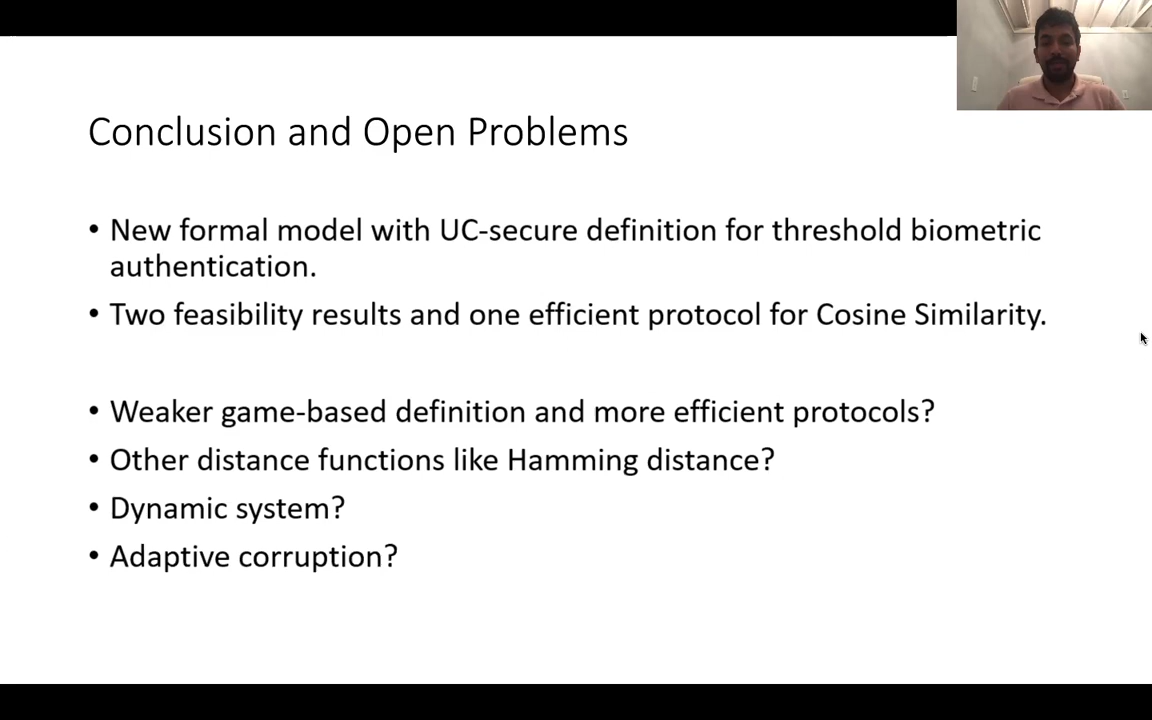 Conclusion and Open Problems
• New formal model with UC-secure definition for threshold biometric
authentication.
• Two feasibility results and one efficient protocol for Cosine Similarity.
• Weaker game-based definition and more efficient protocols?
• Other distance functions like Hamming distance?
• Dynamic system?
• Adaptive corruption?